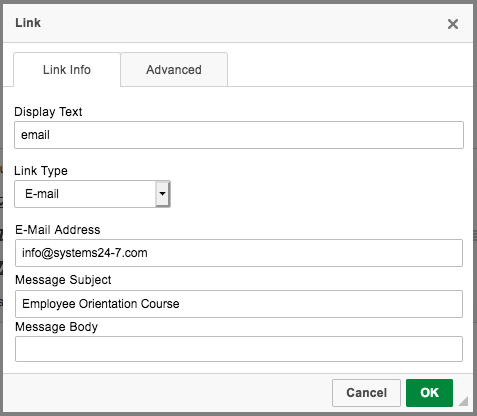 Link
Link Info
Advanced
Display Text
email
Link Type
E-mail
E-Mail Address
info@systems24-7.com
Message Subject
Employee Orientation Course
Message Body
Cancel
OK